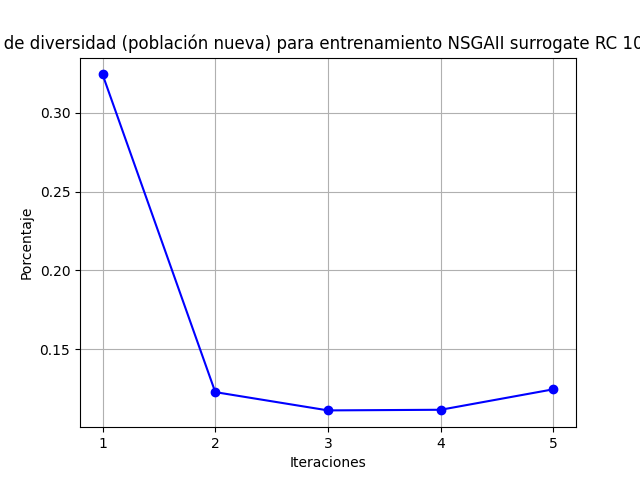 de diversidad (población nueva) para entrenamiento NSGAII surrogate RC 10
0.30
0.25
0.20
0.15
Porcentaje
1 2 3 4 5
Iteraciones